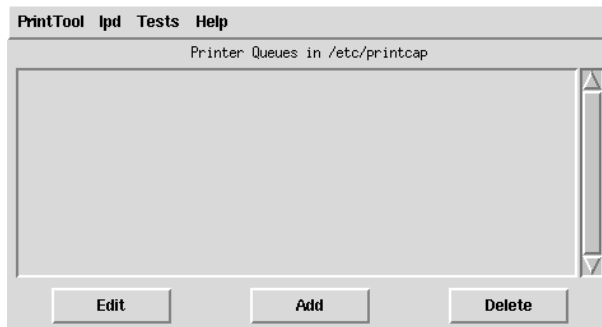 PrintTool lpd Tests Help
Printer Queues in /etc/printcap
Edit Add Delete